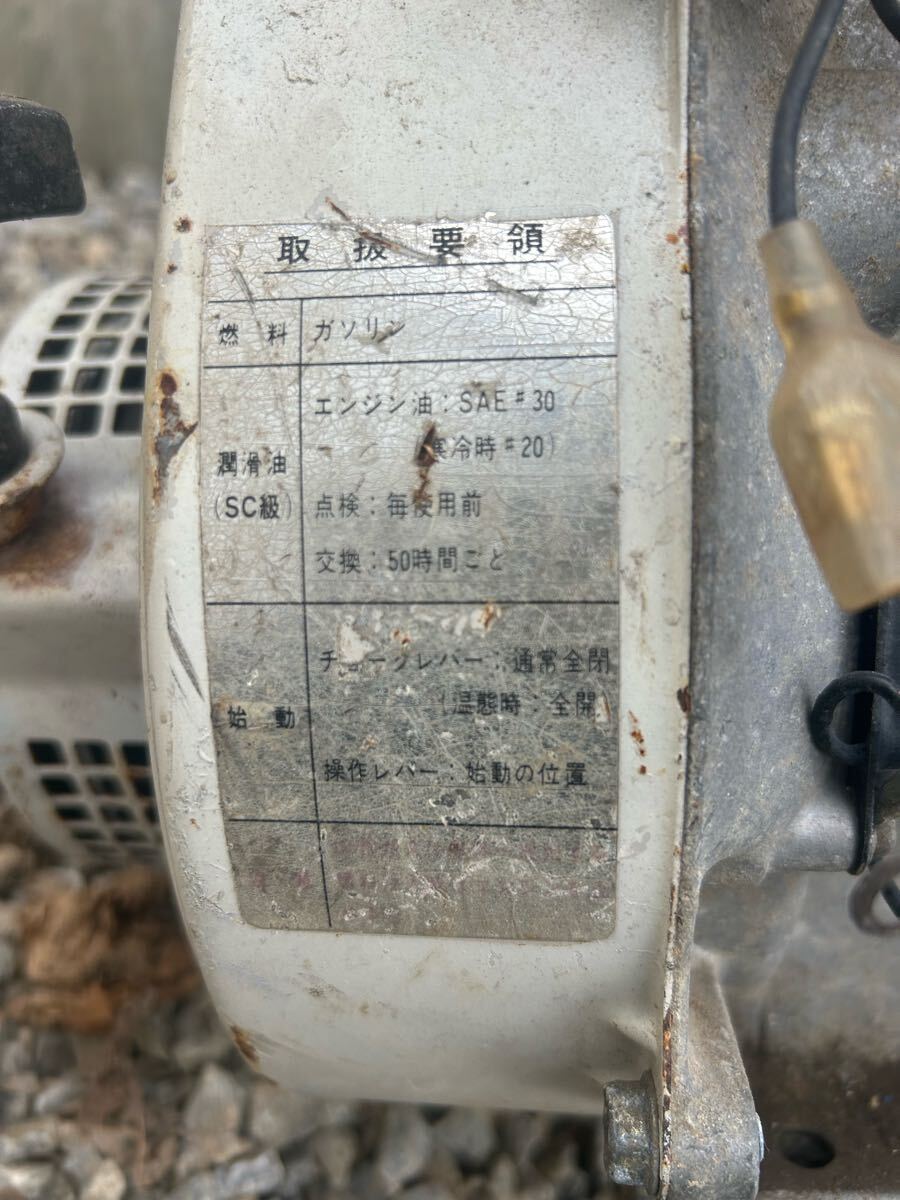 取扱要領
燃料 ガソリン
潤滑油
(SC級)
エンジン油：SAE#30
(寒冷時#20)
点検：毎使用前
交換：50時間ごと
始動
チョークレバー：通常全閉
(温態時：全開)
操作レバー：始動の位置